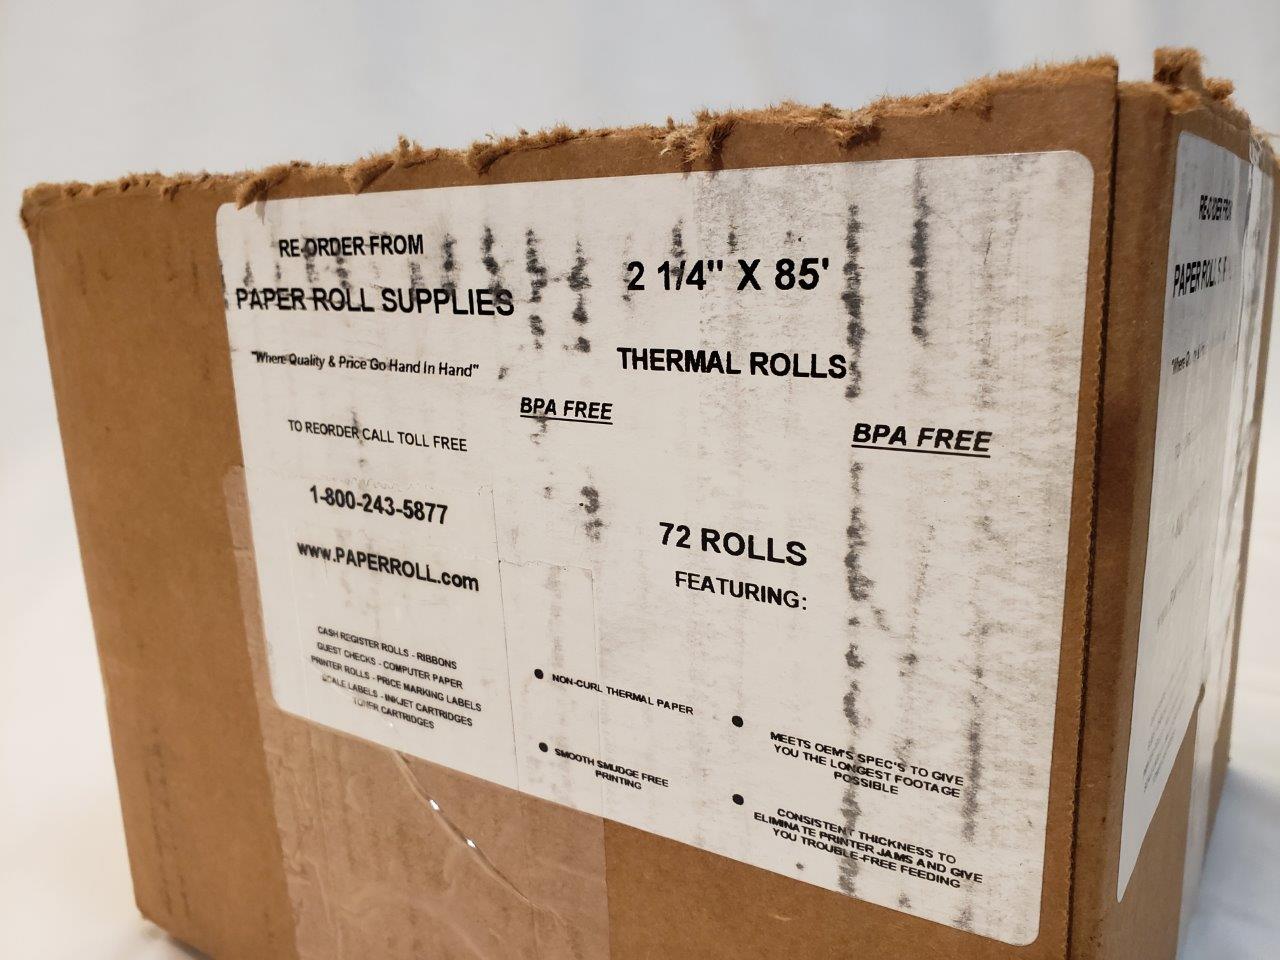 RE-ORDER FROM
PAPER ROLL SUPPLIES
"Where Quality & Price Go Hand In Hand"
TO REORDER CALL TOLL FREE
1-800-243-5877
www.PAPERROLL.com
CASH REGISTER ROLLS - RIBBONS
GUEST CHECKS - COMPUTER PAPER
PRINTER ROLLS - PRICE MARKING LABELS
SCALE LABELS - INKJET CARTRIDGES
TONER CARTRIDGES
2 1/4" X 85'
THERMAL ROLLS
BPA FREE
BPA FREE
72 ROLLS
FEATURING:
● NON-CURL THERMAL PAPER
● SMOOTH SMUDGE FREE
PRINTING
● MEETS OEM'S SPEC'S TO GIVE
YOU THE LONGEST FOOTAGE
POSSIBLE
● CONSISTENT THICKNESS TO
ELIMINATE PRINTER JAMS AND GIVE
YOU TROUBLE-FREE FEEDING
RE-ORDER FROM
PAPER ROLL
"Where